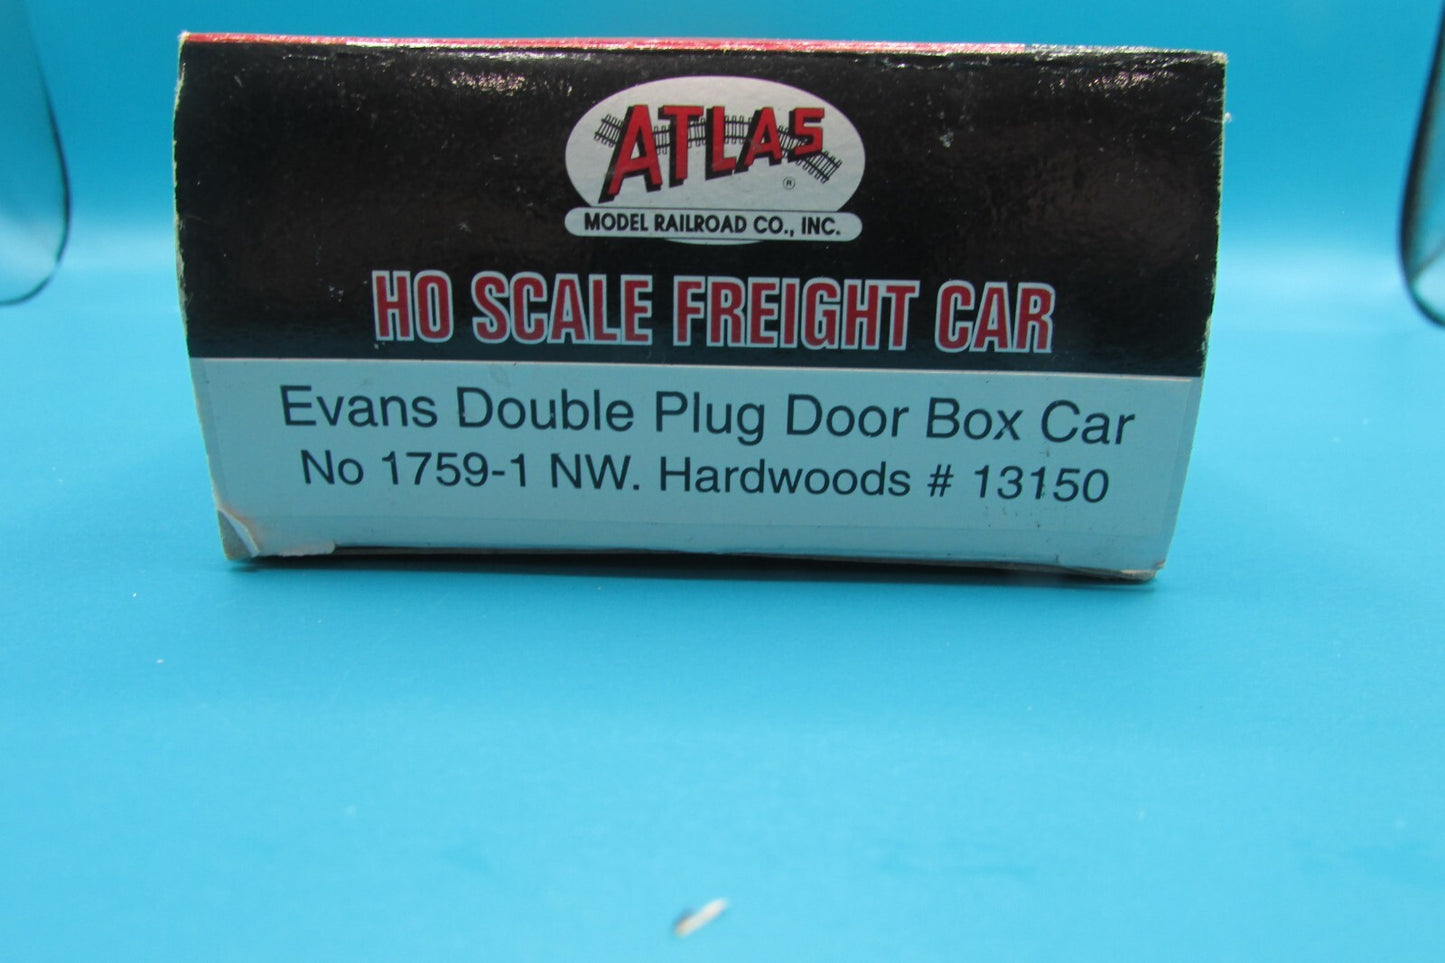 ATLAS
®
MODEL RAILROAD CO., INC.
HO SCALE FREIGHT CAR
Evans Double Plug Door Box Car
No 1759-1 NW. Hardwoods # 13150